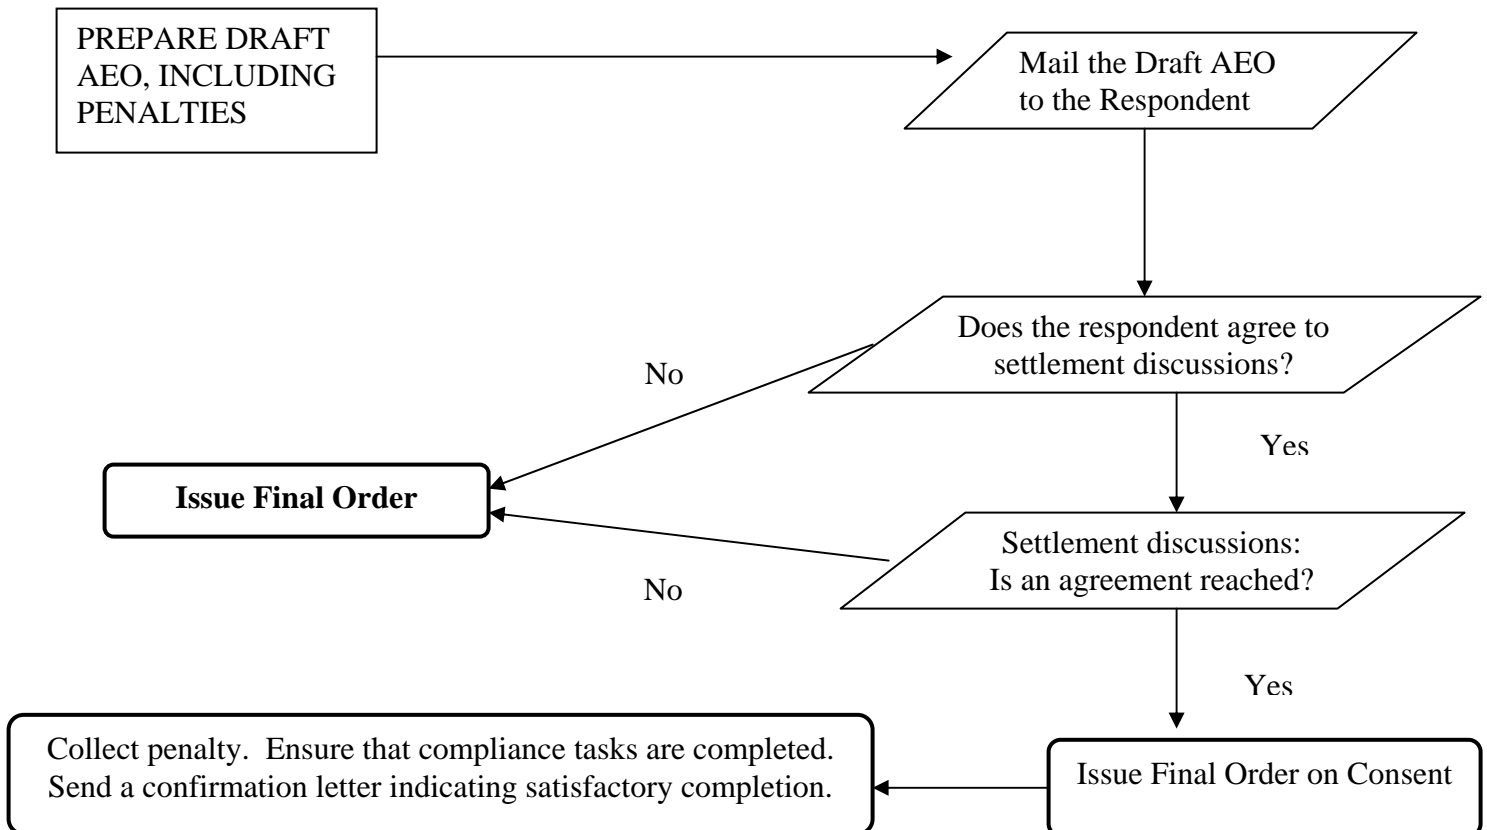 PREPARE DRAFT
AEO, INCLUDING
PENALTIES
Mail the Draft AEO
to the Respondent
Does the respondent agree to
settlement discussions?
No
Yes
Issue Final Order
Settlement discussions:
Is an agreement reached?
No
Yes
Collect penalty.  Ensure that compliance tasks are completed.
Send a confirmation letter indicating satisfactory completion.
Issue Final Order on Consent